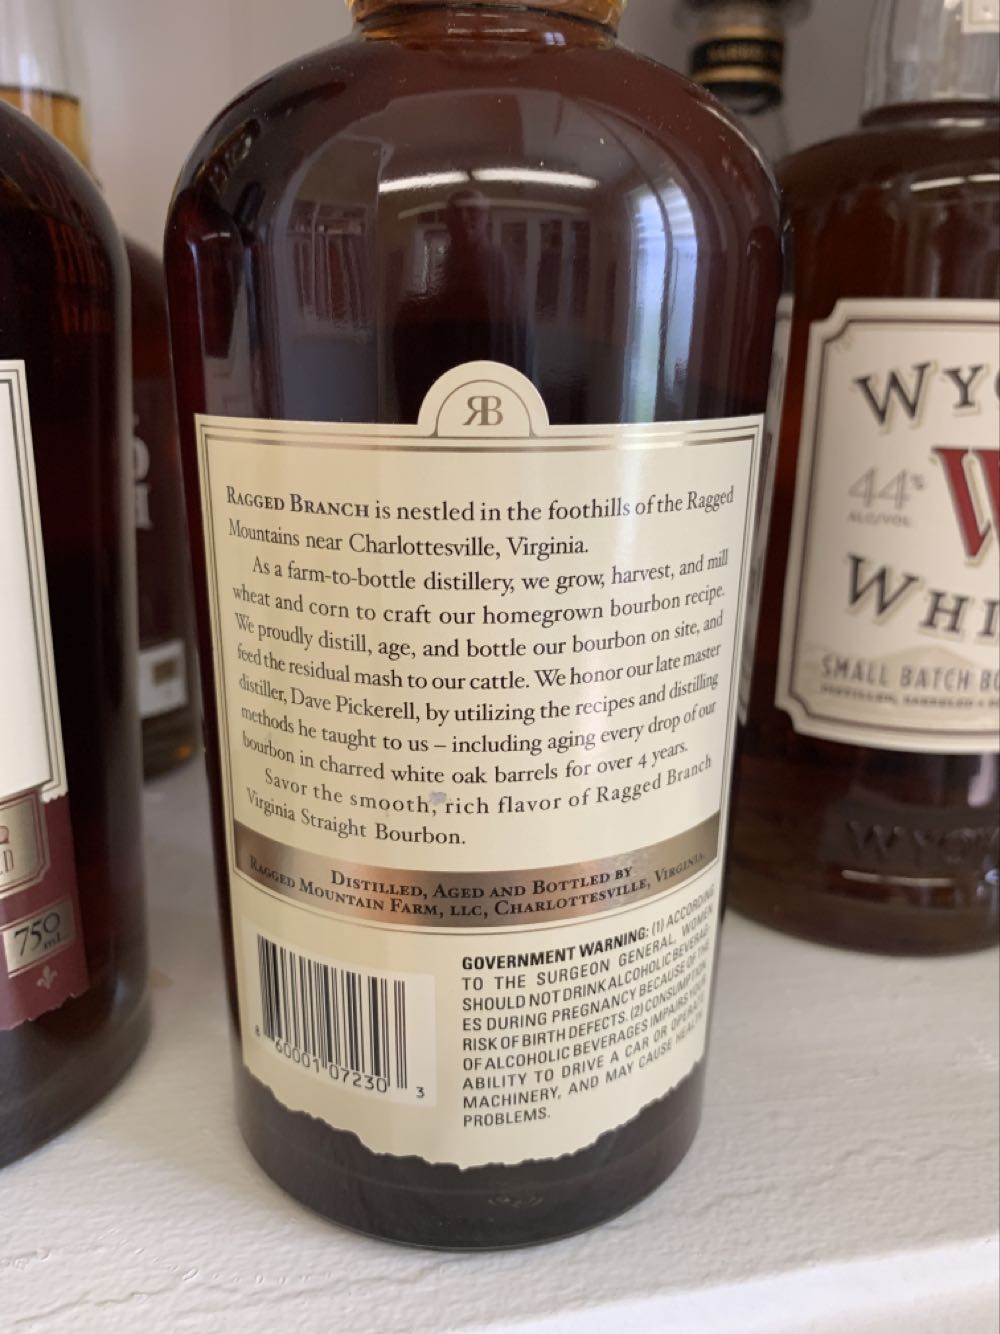 RB
RAGGED BRANCH is nestled in the foothills of the Ragged
Mountains near Charlottesville, Virginia.
As a farm-to-bottle distillery, we grow, harvest, and mill
wheat and corn to craft our homegrown bourbon recipe.
We proudly distill, age, and bottle our bourbon on site, and
feed the residual mash to our cattle. We honor our late master
distiller, Dave Pickerell, by utilizing the recipes and distilling
methods he taught to us – including aging every drop of our
bourbon in charred white oak barrels for over 4 years.
Savor the smooth, rich flavor of Ragged Branch
Virginia Straight Bourbon.
DISTILLED, AGED AND BOTTLED BY
RAGGED MOUNTAIN FARM, LLC, CHARLOTTESVILLE, VIRGINIA.
GOVERNMENT WARNING: (1) ACCORDING
TO THE SURGEON GENERAL, WOMEN
SHOULD NOT DRINK ALCOHOLIC BEVERAG-
ES DURING PREGNANCY BECAUSE OF THE
RISK OF BIRTH DEFECTS. (2) CONSUMPTION
OF ALCOHOLIC BEVERAGES IMPAIRS YOUR
ABILITY TO DRIVE A CAR OR OPERATE
MACHINERY, AND MAY CAUSE HEALTH
PROBLEMS.
8 60001 07230 3
750
mL
WYO
44%
ALC/VOL
W
WHI
SMALL BATCH BO